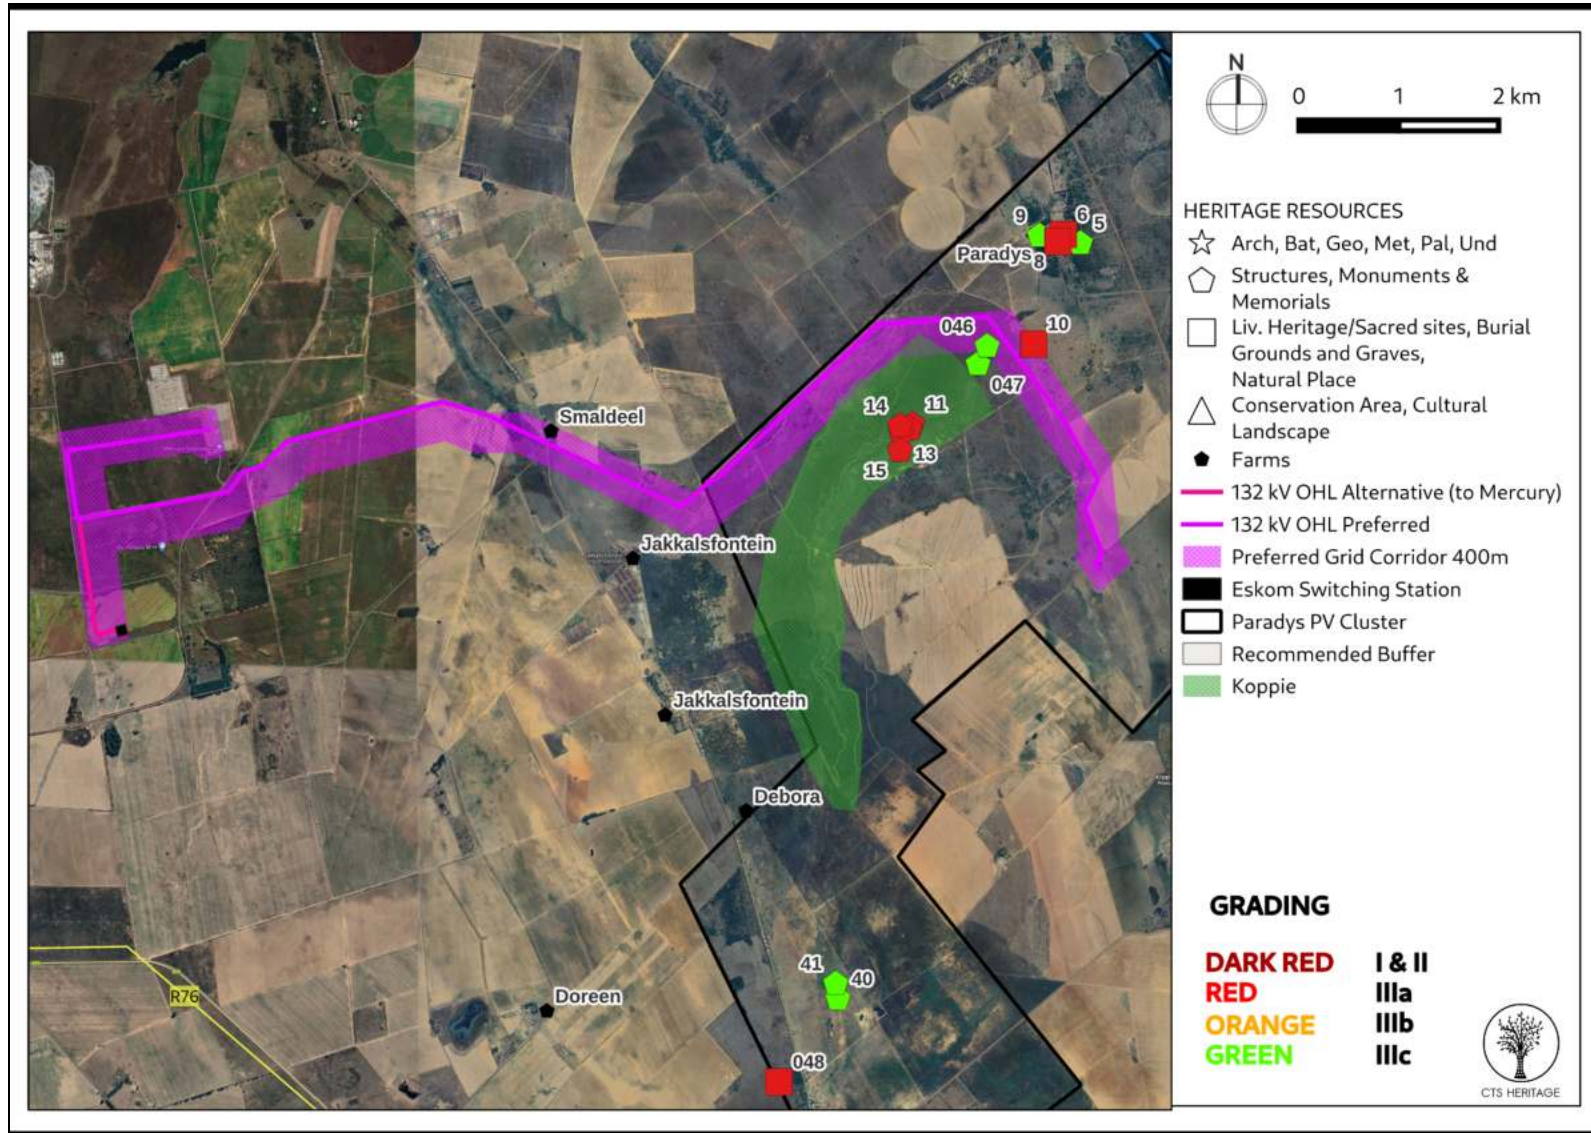 N
0 1 2 km
HERITAGE RESOURCES
Arch, Bat, Geo, Met, Pal, Und
Structures, Monuments &
Memorials
Liv. Heritage/Sacred sites, Burial
Grounds and Graves,
Natural Place
Conservation Area, Cultural
Landscape
Farms
132 kV OHL Alternative (to Mercury)
132 kV OHL Preferred
Preferred Grid Corridor 400m
Eskom Switching Station
Paradys PV Cluster
Recommended Buffer
Koppie
GRADING
DARK RED I & II
RED IIIa
ORANGE IIIb
GREEN IIIc
CTS HERITAGE
9
6
5
Paradys
8
046
10
047
14
11
13
15
Smaldeel
Jakkalsfontein
Jakkalsfontein
Debora
41
40
Doreen
R76
048